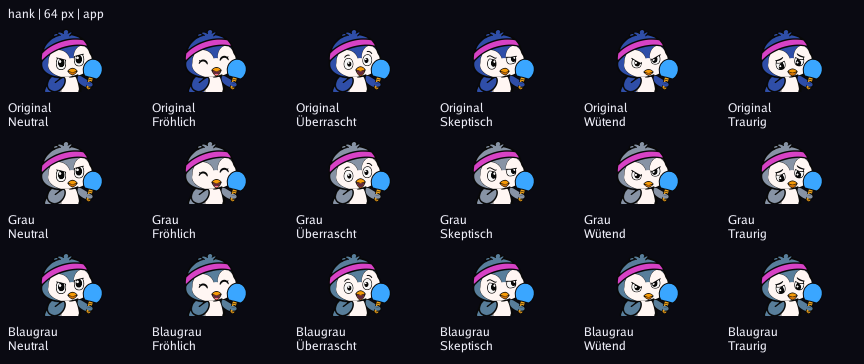 hank | 64 px | app
Original Original Original Original Original Original
Neutral Fröhlich Überrascht Skeptisch Wütend Traurig
Grau Grau Grau Grau Grau Grau
Neutral Fröhlich Überrascht Skeptisch Wütend Traurig
Blaugrau Blaugrau Blaugrau Blaugrau Blaugrau Blaugrau
Neutral Fröhlich Überrascht Skeptisch Wütend Traurig